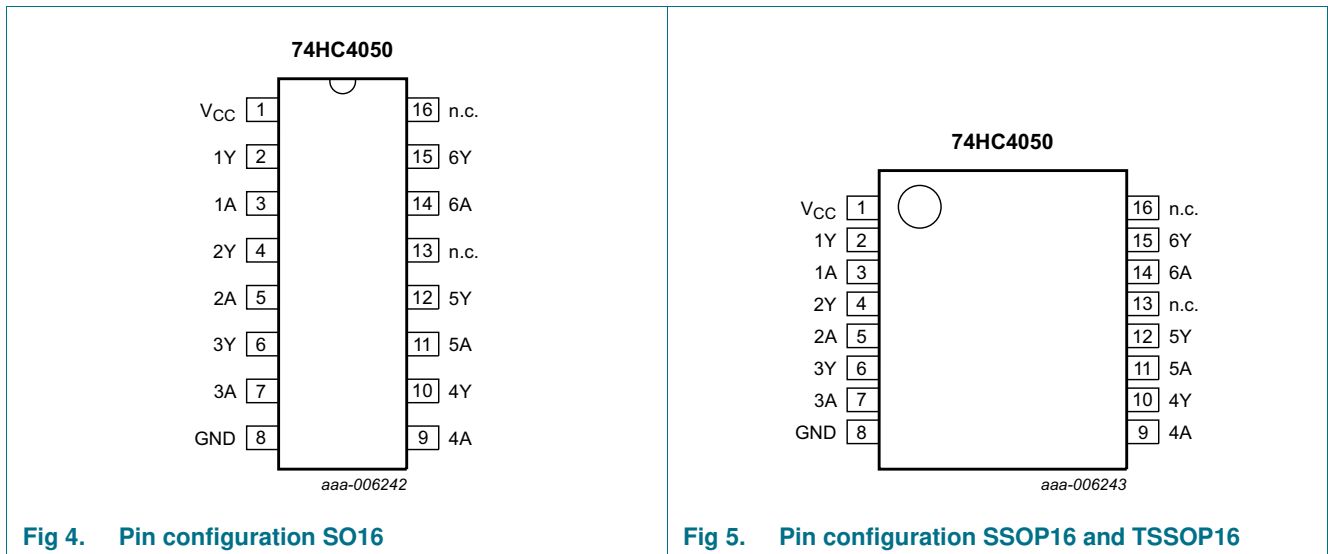 74HC4050
VCC 1 16 n.c.
1Y 2 15 6Y
1A 3 14 6A
2Y 4 13 n.c.
2A 5 12 5Y
3Y 6 11 5A
3A 7 10 4Y
GND 8 9 4A
aaa-006242
Fig 4. Pin configuration SO16
74HC4050
VCC 1 16 n.c.
1Y 2 15 6Y
1A 3 14 6A
2Y 4 13 n.c.
2A 5 12 5Y
3Y 6 11 5A
3A 7 10 4Y
GND 8 9 4A
aaa-006243
Fig 5. Pin configuration SSOP16 and TSSOP16